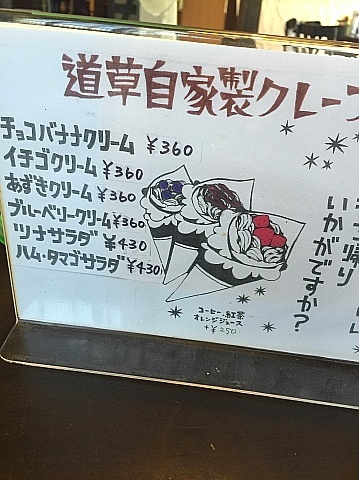 道草自家製クレープ
チョコバナナクリーム ¥360
イチゴクリーム ¥360
あずきクリーム ¥360
ブルーベリークリーム ¥360
ツナサラダ ¥430
ハム・タマゴサラダ ¥430
帰り
いかがですか?
コーヒー・紅茶
オレンジジュース
+¥250